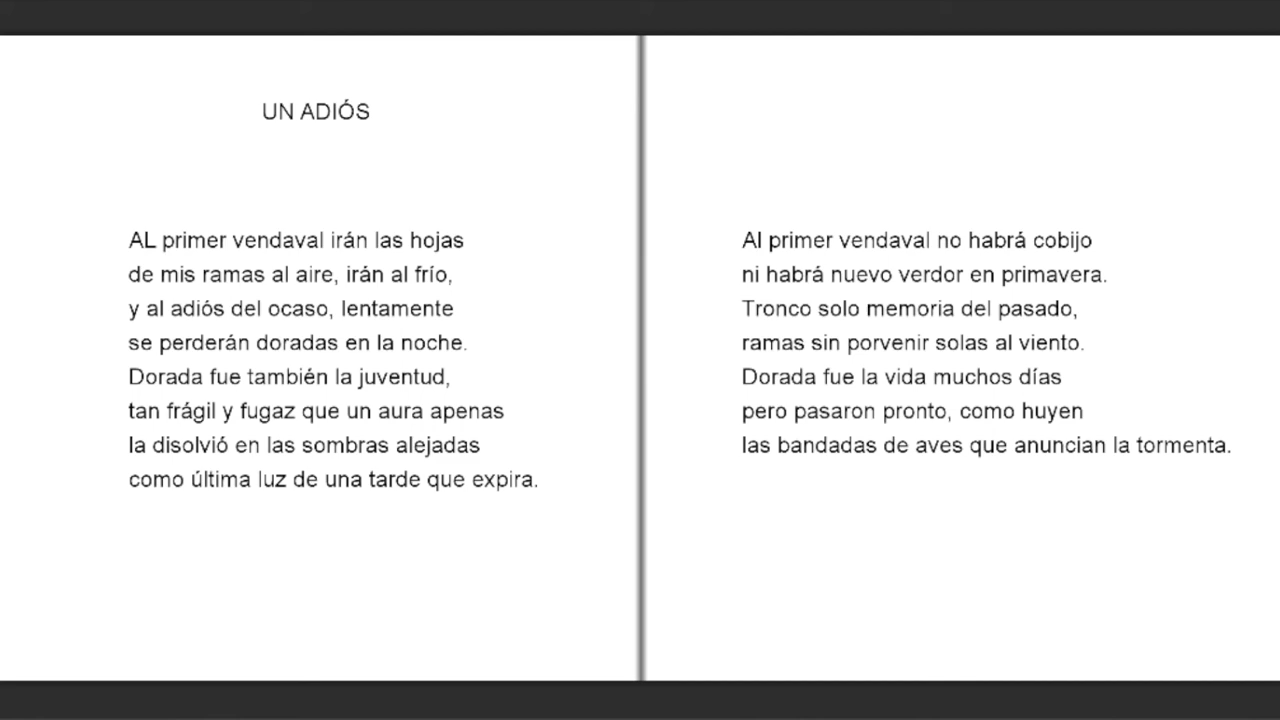 UN ADIÓS
AL primer vendaval irán las hojas
de mis ramas al aire, irán al frío,
y al adiós del ocaso, lentamente
se perderán doradas en la noche.
Dorada fue también la juventud,
tan frágil y fugaz que un aura apenas
la disolvió en las sombras alejadas
como última luz de una tarde que expira.
Al primer vendaval no habrá cobijo
ni habrá nuevo verdor en primavera.
Tronco solo memoria del pasado,
ramas sin porvenir solas al viento.
Dorada fue la vida muchos días
pero pasaron pronto, como huyen
las bandadas de aves que anuncian la tormenta.